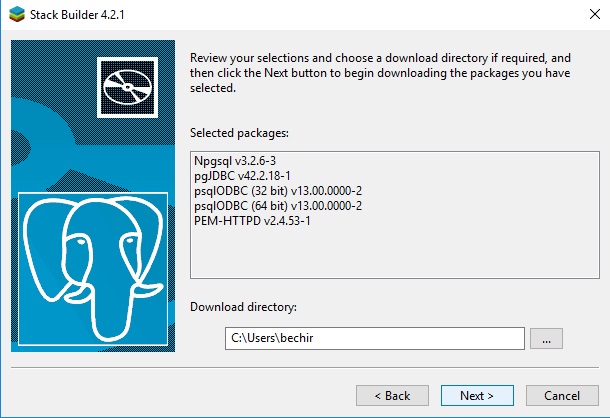 Stack Builder 4.2.1
Review your selections and choose a download directory if required, and
then click the Next button to begin downloading the packages you have
selected.
Selected packages:
Npgsql v3.2.6-3
pgJDBC v42.2.18-1
psqlODBC (32 bit) v13.00.0000-2
psqlODBC (64 bit) v13.00.0000-2
PEM-HTTPD v2.4.53-1
Download directory:
C:\Users\bechir
...
< Back
Next >
Cancel